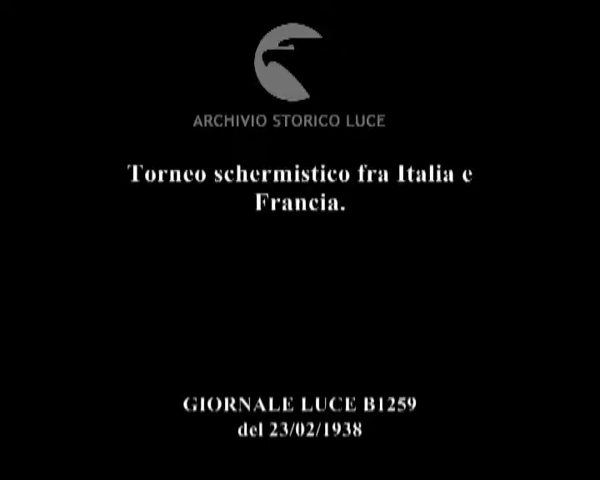 ARCHIVIO STORICO LUCE
Torneo schermistico fra Italia e
Francia.
GIORNALE LUCE B1259
del 23/02/1938